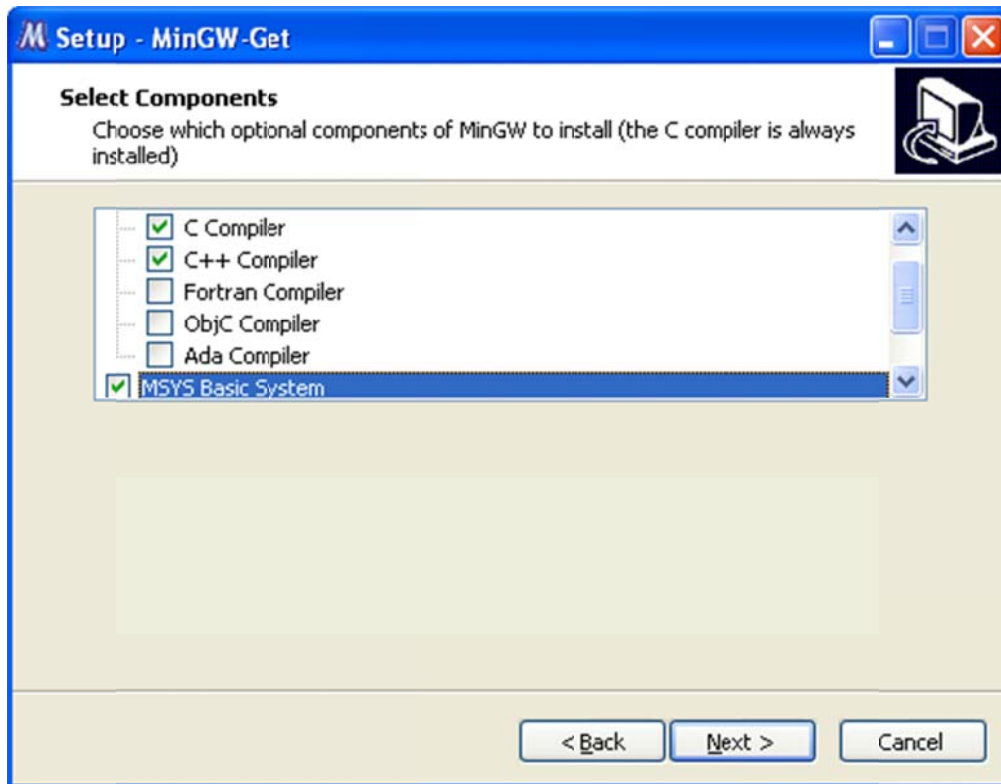 Setup - MinGW-Get
Select Components
Choose which optional components of MinGW to install (the C compiler is always
installed)
C Compiler
C++ Compiler
Fortran Compiler
ObjC Compiler
Ada Compiler
MSYS Basic System
< Back
Next >
Cancel